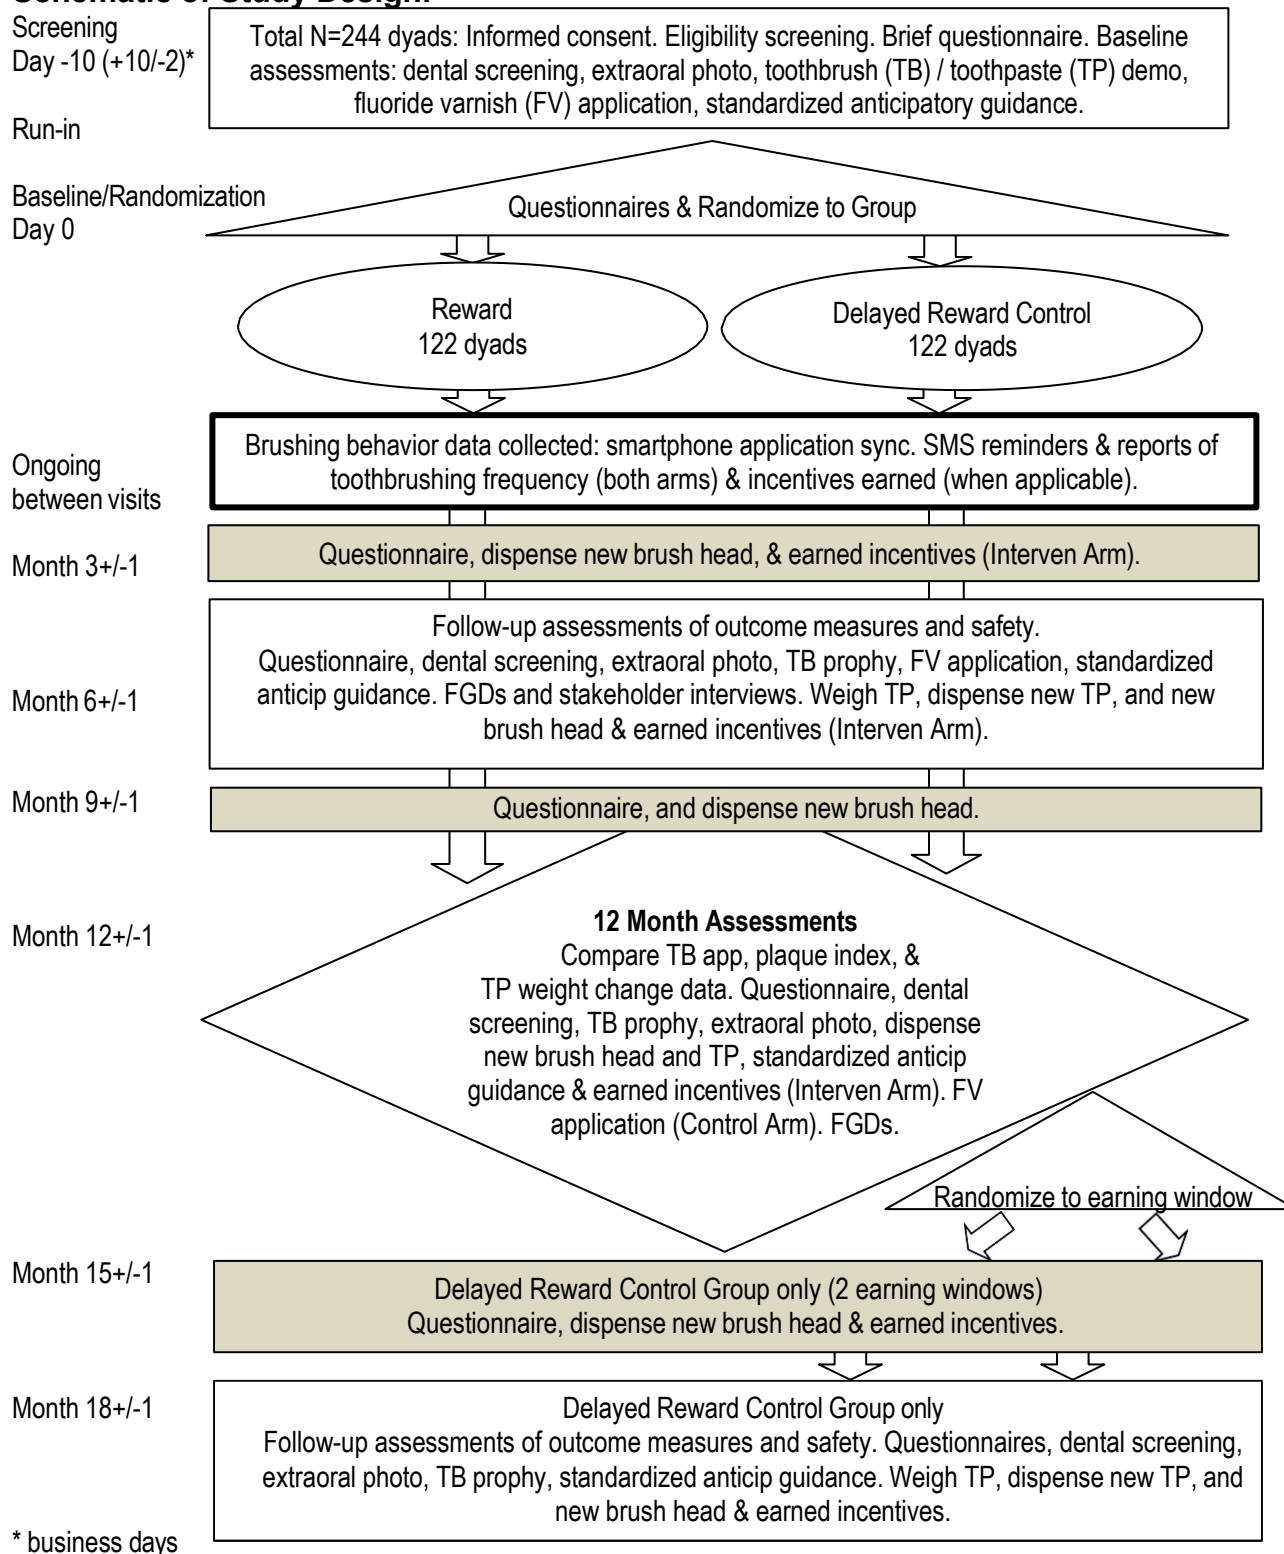 Schematic of Study Design:
Screening
Day -10 (+10/-2)*
Total N=244 dyads: Informed consent. Eligibility screening. Brief questionnaire. Baseline
assessments: dental screening, extraoral photo, toothbrush (TB) / toothpaste (TP) demo,
fluoride varnish (FV) application, standardized anticipatory guidance.
Run-in
Baseline/Randomization
Day 0
Questionnaires & Randomize to Group
Reward
122 dyads
Delayed Reward Control
122 dyads
Ongoing
between visits
Brushing behavior data collected: smartphone application sync. SMS reminders & reports of
toothbrushing frequency (both arms) & incentives earned (when applicable).
Month 3+/-1
Questionnaire, dispense new brush head, & earned incentives (Interven Arm).
Month 6+/-1
Follow-up assessments of outcome measures and safety.
Questionnaire, dental screening, extraoral photo, TB prophy, FV application, standardized
anticip guidance. FGDs and stakeholder interviews. Weigh TP, dispense new TP, and new
brush head & earned incentives (Interven Arm).
Month 9+/-1
Questionnaire, and dispense new brush head.
Month 12+/-1
12 Month Assessments
Compare TB app, plaque index, &
TP weight change data. Questionnaire, dental
screening, TB prophy, extraoral photo, dispense
new brush head and TP, standardized anticip
guidance & earned incentives (Interven Arm). FV
application (Control Arm). FGDs.
Randomize to earning window
Month 15+/-1
Delayed Reward Control Group only (2 earning windows)
Questionnaire, dispense new brush head & earned incentives.
Month 18+/-1
Delayed Reward Control Group only
Follow-up assessments of outcome measures and safety. Questionnaires, dental screening,
extraoral photo, TB prophy, standardized anticip guidance. Weigh TP, dispense new TP, and
new brush head & earned incentives.
* business days